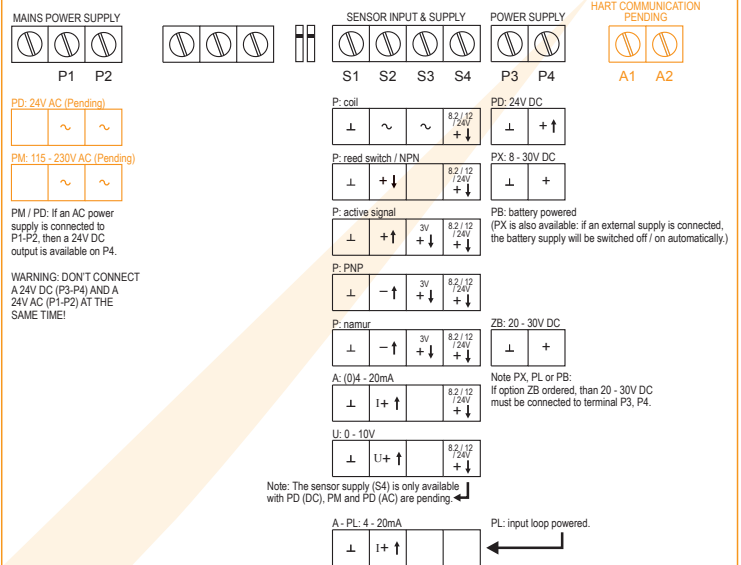 MAINS POWER SUPPLY
SENSOR INPUT & SUPPLY
POWER SUPPLY
HART COMMUNICATION
PENDING
P1 P2
S1 S2 S3 S4
P3 P4
A1 A2
PD: 24V AC (Pending)
~ ~
PM: 115 - 230V AC (Pending)
~ ~
PM / PD: If an AC power
supply is connected to
P1-P2, then a 24V DC
output is available on P4.
WARNING: DON'T CONNECT
A 24V DC (P3-P4) AND A
24V AC (P1-P2) AT THE
SAME TIME!
P: coil
⊥ ~ ~ 8.2 / 12
/ 24V
+ ↓
P: reed switch / NPN
⊥ + ↓ 8.2 / 12
/ 24V
+ ↓
P: active signal
⊥ + ↑ 3V
+ ↓ 8.2 / 12
/ 24V
+ ↓
P: PNP
⊥ – ↑ 3V
+ ↓ 8.2 / 12
/ 24V
+ ↓
P: namur
⊥ – ↑ 3V
+ ↓ 8.2 / 12
/ 24V
+ ↓
A: (0)4 - 20mA
⊥ I+ ↑ 8.2 / 12
/ 24V
+ ↓
U: 0 - 10V
⊥ U+ ↑ 8.2 / 12
/ 24V
+ ↓
Note: The sensor supply (S4) is only available
with PD (DC), PM and PD (AC) are pending.
A - PL: 4 - 20mA
⊥ I+ ↑
PD: 24V DC
⊥ + ↑
PX: 8 - 30V DC
⊥ +
PB: battery powered
(PX is also available: if an external supply is connected,
the battery supply will be switched off / on automatically.)
ZB: 20 - 30V DC
⊥ +
Note PX, PL or PB:
If option ZB ordered, than 20 - 30V DC
must be connected to terminal P3, P4.
PL: input loop powered.